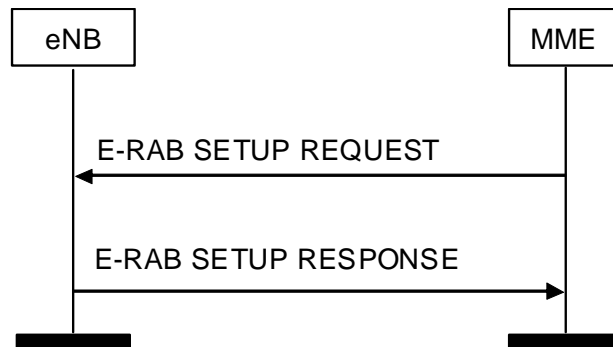 eNB
MME
E-RAB SETUP REQUEST
E-RAB SETUP RESPONSE